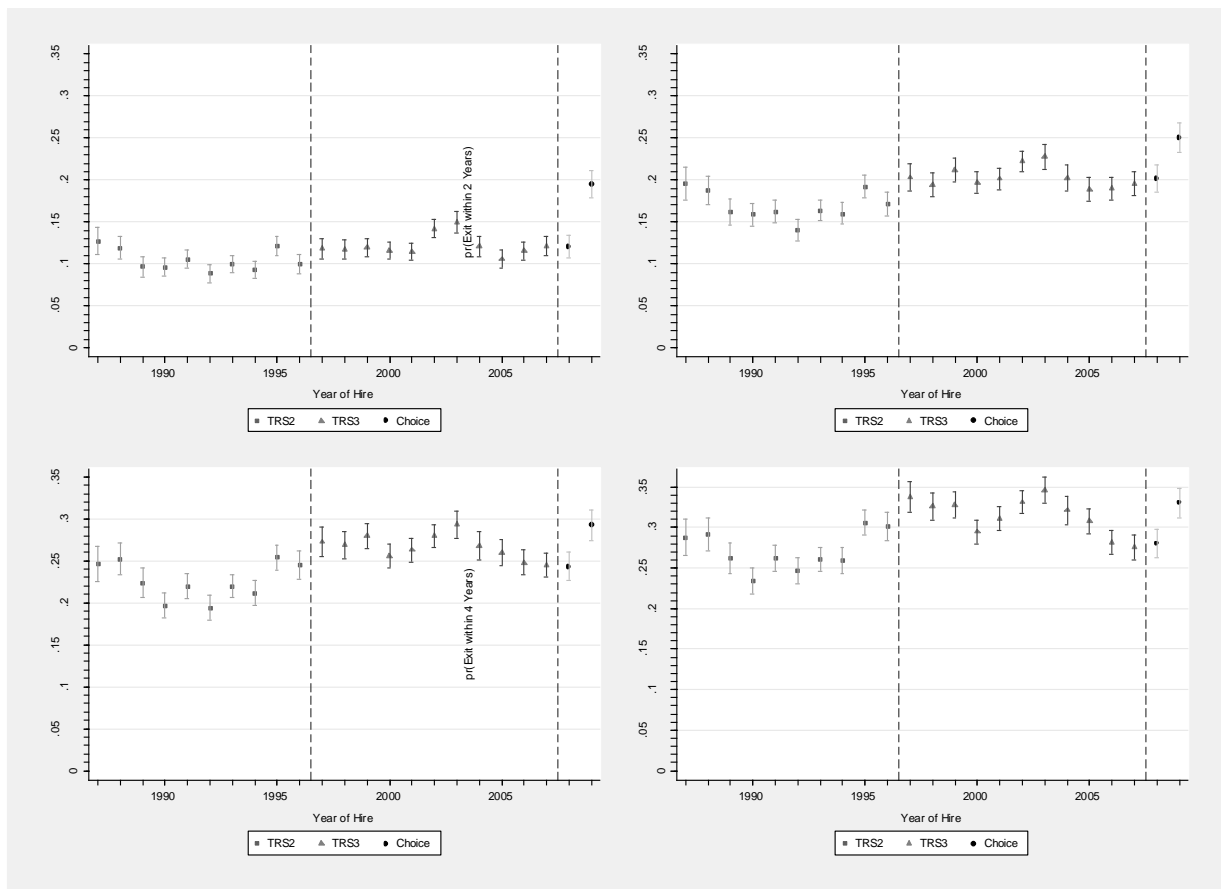 .35
.3
.25
.2
.15
.1
.05
0
pr(Exit within 2 Years)
1990 1995 2000 2005
Year of Hire
TRS2 TRS3 Choice
.35
.3
.25
.2
.15
.1
.05
0
1990 1995 2000 2005
Year of Hire
TRS2 TRS3 Choice
.35
.3
.25
.2
.15
.1
.05
0
pr(Exit within 4 Years)
1990 1995 2000 2005
Year of Hire
TRS2 TRS3 Choice
.35
.3
.25
.2
.15
.1
.05
0
1990 1995 2000 2005
Year of Hire
TRS2 TRS3 Choice